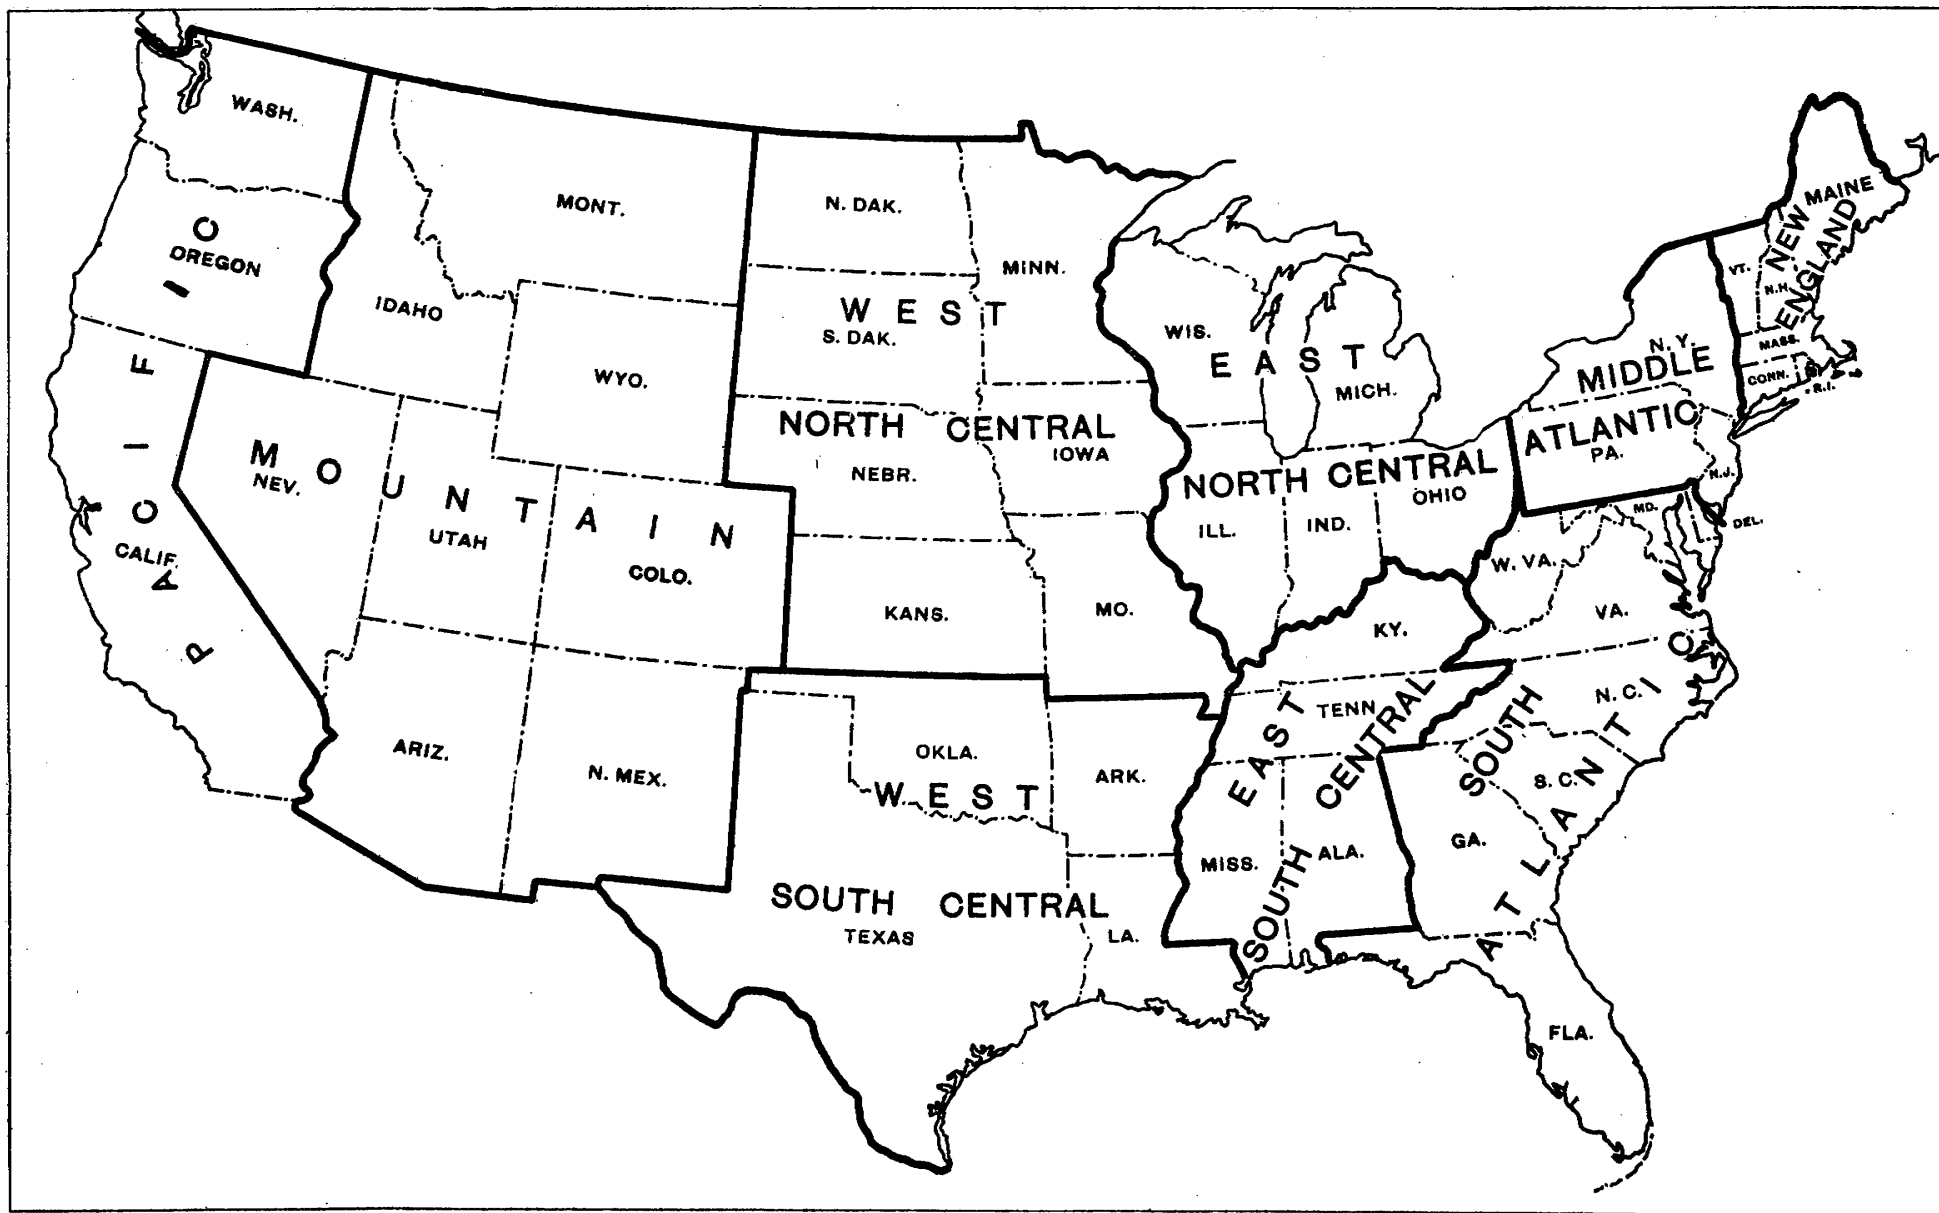 WASH.
OREGON
CALIF.
PACIFIC
MONT.
IDAHO
WYO.
NEV.
UTAH
COLO.
ARIZ.
N. MEX.
MOUNTAIN
N. DAK.
MINN.
S. DAK.
WEST
NORTH CENTRAL
NEBR.
IOWA
KANS.
MO.
WIS.
MICH.
EAST
NORTH CENTRAL
ILL.
IND.
OHIO
OKLA.
ARK.
WEST
SOUTH CENTRAL
TEXAS
LA.
KY.
TENN
MISS.
ALA.
EAST
SOUTH CENTRAL
W. VA.
VA.
MD.
DEL.
N. C.
S. C.
GA.
FLA.
SOUTH
ATLANTIC
N. Y.
MIDDLE
ATLANTIC
PA.
N.J.
MAINE
NEW
ENGLAND
VT.
N.H.
MASS.
CONN.
R.I.